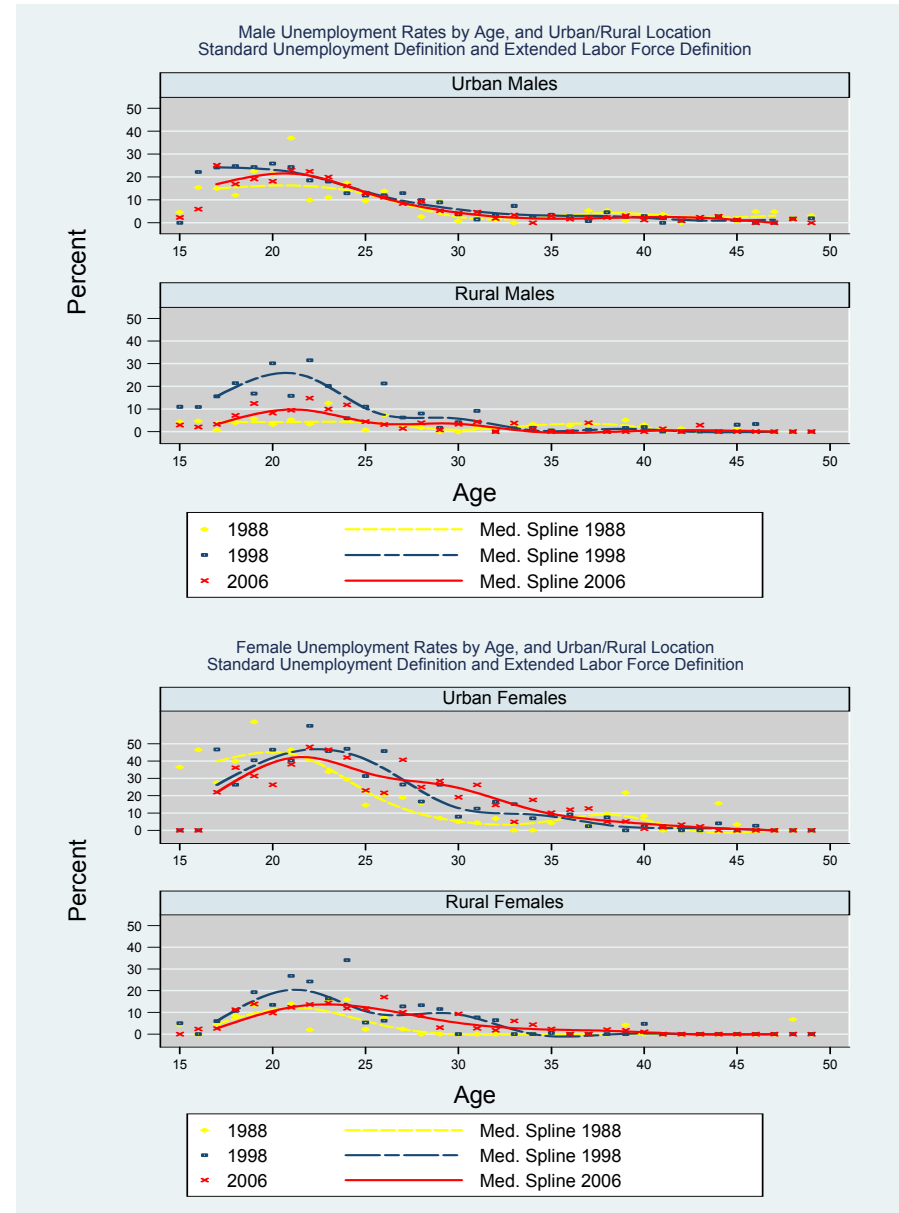 Male Unemployment Rates by Age, and Urban/Rural Location
Standard Unemployment Definition and Extended Labor Force Definition
Urban Males
50
40
30
20
10
0
15 20 25 30 35 40 45 50
Rural Males
50
40
30
20
10
0
15 20 25 30 35 40 45 50
Percent
Age
1988 Med. Spline 1988
1998 Med. Spline 1998
2006 Med. Spline 2006
Female Unemployment Rates by Age, and Urban/Rural Location
Standard Unemployment Definition and Extended Labor Force Definition
Urban Females
50
40
30
20
10
0
15 20 25 30 35 40 45 50
Rural Females
50
40
30
20
10
0
15 20 25 30 35 40 45 50
Percent
Age
1988 Med. Spline 1988
1998 Med. Spline 1998
2006 Med. Spline 2006